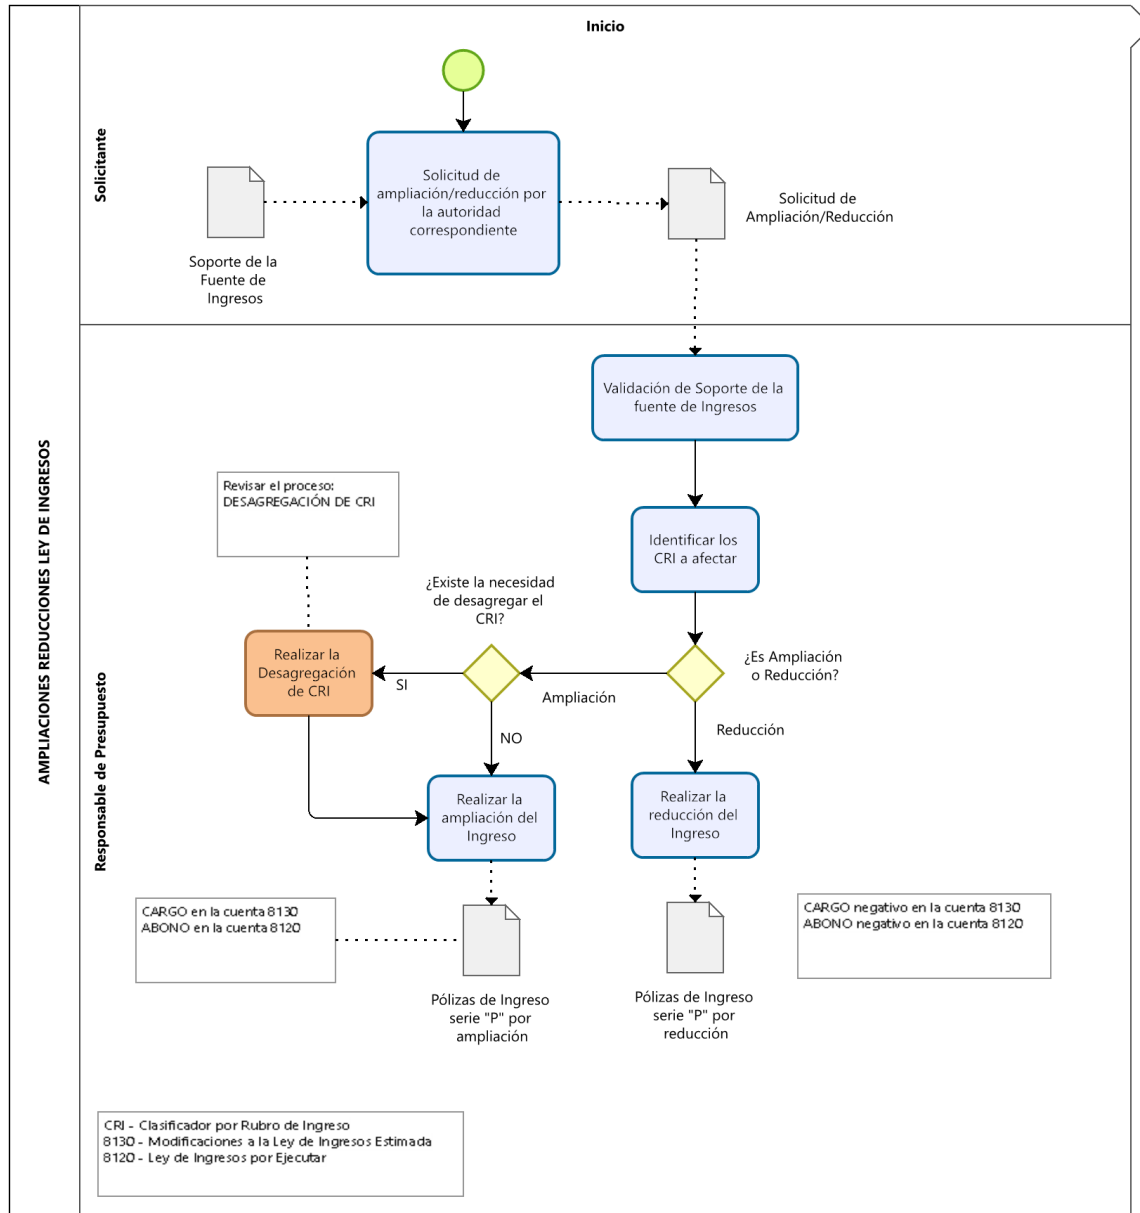 Inicio
AMPLIACIONES REDUCCIONES LEY DE INGRESOS
Solicitante
Solicitud de
ampliación/reducción por
la autoridad
correspondiente
Soporte de la
Fuente de
Ingresos
Solicitud de
Ampliación/Reducción
Responsable de Presupuesto
Validación de Soporte de la
fuente de Ingresos
Revisar el proceso:
DESAGREGACIÓN DE CRI
Identificar los
CRI a afectar
¿Existe la necesidad
de desagregar el
CRI?
¿Es Ampliación
o Reducción?
Realizar la
Desagregación
de CRI
SI
Ampliación
NO
Reducción
Realizar la
ampliación del
Ingreso
Realizar la
reducción del
Ingreso
CARGO en la cuenta 8130
ABONO en la cuenta 8120
CARGO negativo en la cuenta 8130
ABONO negativo en la cuenta 8120
Pólizas de Ingreso
serie "P" por
ampliación
Pólizas de Ingreso
serie "P" por
reducción
CRI - Clasificador por Rubro de Ingreso
8130 - Modificaciones a la Ley de Ingresos Estimada
8120 - Ley de Ingresos por Ejecutar